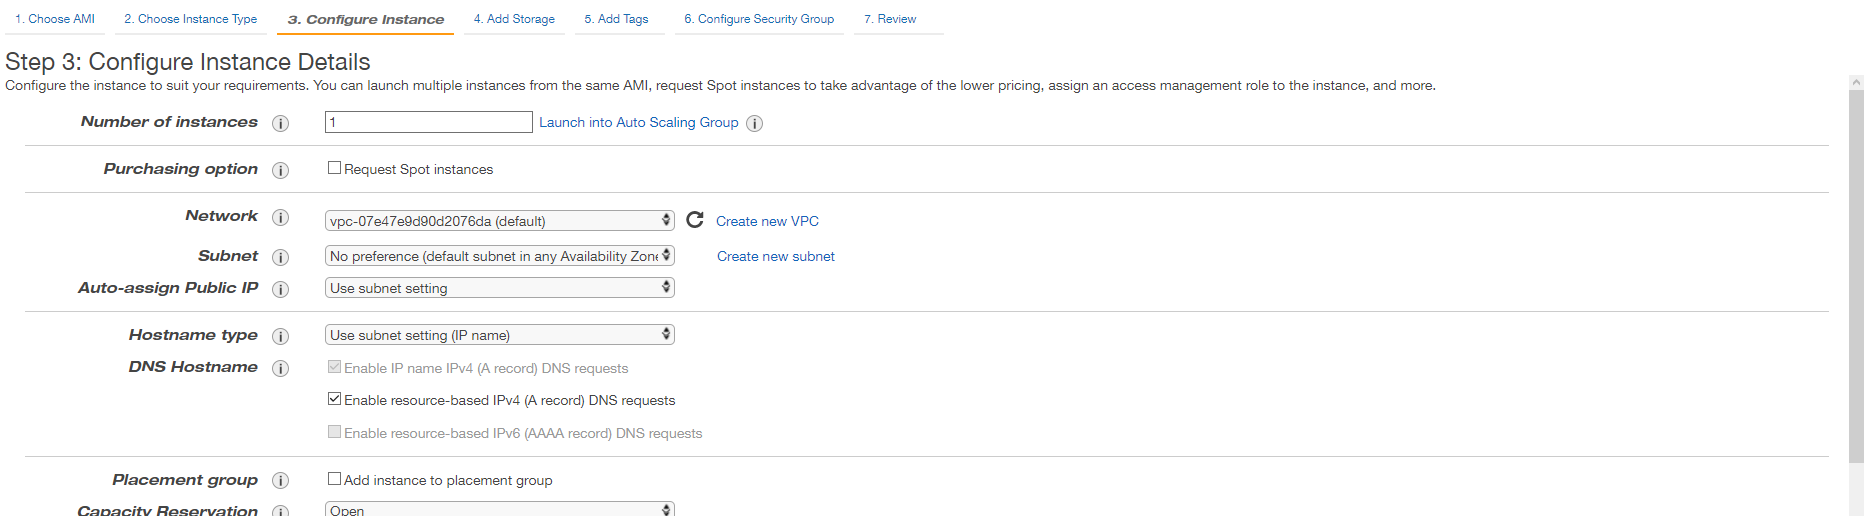 1. Choose AMI 2. Choose Instance Type 3. Configure Instance 4. Add Storage 5. Add Tags 6. Configure Security Group 7. Review
Step 3: Configure Instance Details
Configure the instance to suit your requirements. You can launch multiple instances from the same AMI, request Spot instances to take advantage of the lower pricing, assign an access management role to the instance, and more.
Number of instances i 1 Launch into Auto Scaling Group i
Purchasing option i Request Spot instances
Network i vpc-07e47e9d90d2076da (default) Create new VPC
Subnet i No preference (default subnet in any Availability Zone Create new subnet
Auto-assign Public IP i Use subnet setting
Hostname type i Use subnet setting (IP name)
DNS Hostname i Enable IP name IPv4 (A record) DNS requests
Enable resource-based IPv4 (A record) DNS requests
Enable resource-based IPv6 (AAAA record) DNS requests
Placement group i Add instance to placement group
Capacity Reservation i Open